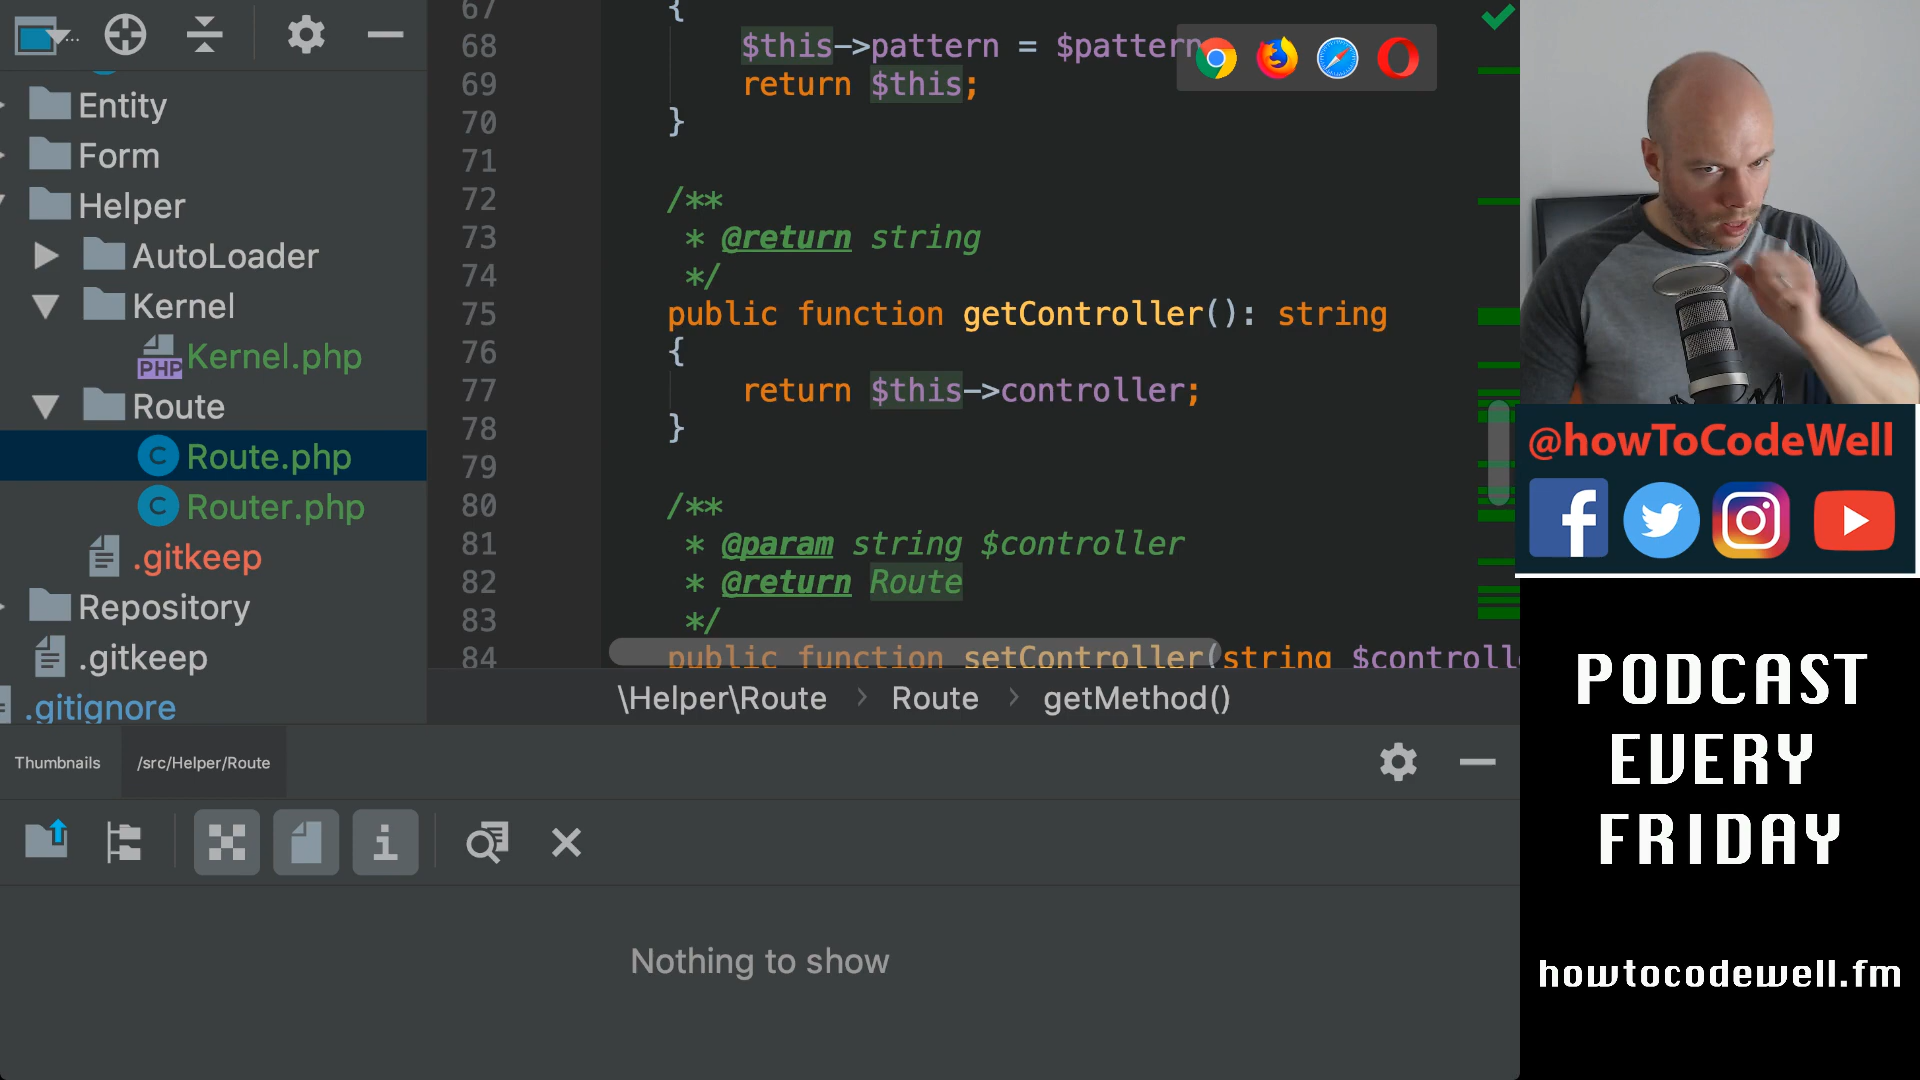 ...
Entity
Form
Helper
AutoLoader
Kernel
PHP Kernel.php
Route
C Route.php
C Router.php
.gitkeep
Repository
.gitkeep
.gitignore
67 {
68 $this->pattern = $pattern
69 return $this;
70 }
71
72 /**
73 * @return string
74 */
75 public function getController(): string
76 {
77 return $this->controller;
78 }
79
80 /**
81 * @param string $controller
82 * @return Route
83 */
84 public function setController(string $controll
\Helper\Route > Route > getMethod()
Thumbnails /src/Helper/Route
Nothing to show
@howToCodeWell
PODCAST
EVERY
FRIDAY
howtocodewell.fm